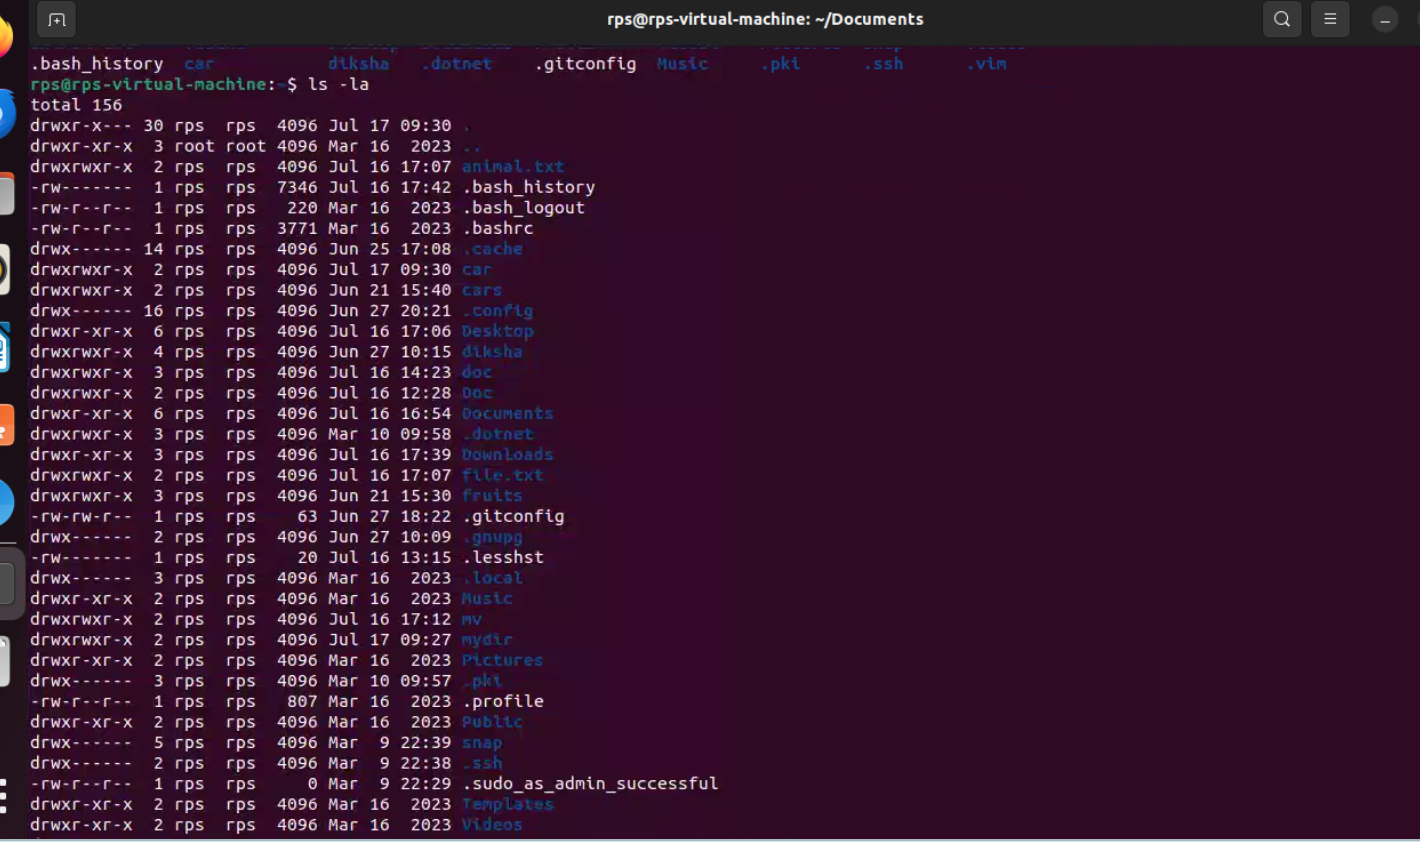 rps@rps-virtual-machine: ~/Documents
.bash_history car diksha .dotnet .gitconfig Music .pki .ssh .vim
rps@rps-virtual-machine:~$ ls -la
total 156
drwxr-x--- 30 rps rps 4096 Jul 17 09:30 .
drwxr-xr-x 3 root root 4096 Mar 16 2023 ..
drwxrwxr-x 2 rps rps 4096 Jul 16 17:07 animal.txt
-rw------- 1 rps rps 7346 Jul 16 17:42 .bash_history
-rw-r--r-- 1 rps rps 220 Mar 16 2023 .bash_logout
-rw-r--r-- 1 rps rps 3771 Mar 16 2023 .bashrc
drwx------ 14 rps rps 4096 Jun 25 17:08 .cache
drwxrwxr-x 2 rps rps 4096 Jul 17 09:30 car
drwxrwxr-x 2 rps rps 4096 Jun 21 15:40 cars
drwx------ 16 rps rps 4096 Jun 27 20:21 .config
drwxr-xr-x 6 rps rps 4096 Jul 16 17:06 Desktop
drwxrwxr-x 4 rps rps 4096 Jun 27 10:15 diksha
drwxrwxr-x 3 rps rps 4096 Jul 16 14:23 doc
drwxrwxr-x 2 rps rps 4096 Jul 16 12:28 Doc
drwxr-xr-x 6 rps rps 4096 Jul 16 16:54 Documents
drwxrwxr-x 3 rps rps 4096 Mar 10 09:58 .dotnet
drwxr-xr-x 3 rps rps 4096 Jul 16 17:39 Downloads
drwxrwxr-x 2 rps rps 4096 Jul 16 17:07 file.txt
drwxrwxr-x 3 rps rps 4096 Jun 21 15:30 fruits
-rw-rw-r-- 1 rps rps 63 Jun 27 18:22 .gitconfig
drwx------ 2 rps rps 4096 Jun 27 10:09 .gnupg
-rw------- 1 rps rps 20 Jul 16 13:15 .lesshst
drwx------ 3 rps rps 4096 Mar 16 2023 .local
drwxr-xr-x 2 rps rps 4096 Mar 16 2023 Music
drwxrwxr-x 2 rps rps 4096 Jul 16 17:12 mv
drwxrwxr-x 2 rps rps 4096 Jul 17 09:27 mydir
drwxr-xr-x 2 rps rps 4096 Mar 16 2023 Pictures
drwx------ 3 rps rps 4096 Mar 10 09:57 .pki
-rw-r--r-- 1 rps rps 807 Mar 16 2023 .profile
drwxr-xr-x 2 rps rps 4096 Mar 16 2023 Public
drwx------ 5 rps rps 4096 Mar 9 22:39 snap
drwx------ 2 rps rps 4096 Mar 9 22:38 .ssh
-rw-r--r-- 1 rps rps 0 Mar 9 22:29 .sudo_as_admin_successful
drwxr-xr-x 2 rps rps 4096 Mar 16 2023 Templates
drwxr-xr-x 2 rps rps 4096 Mar 16 2023 Videos